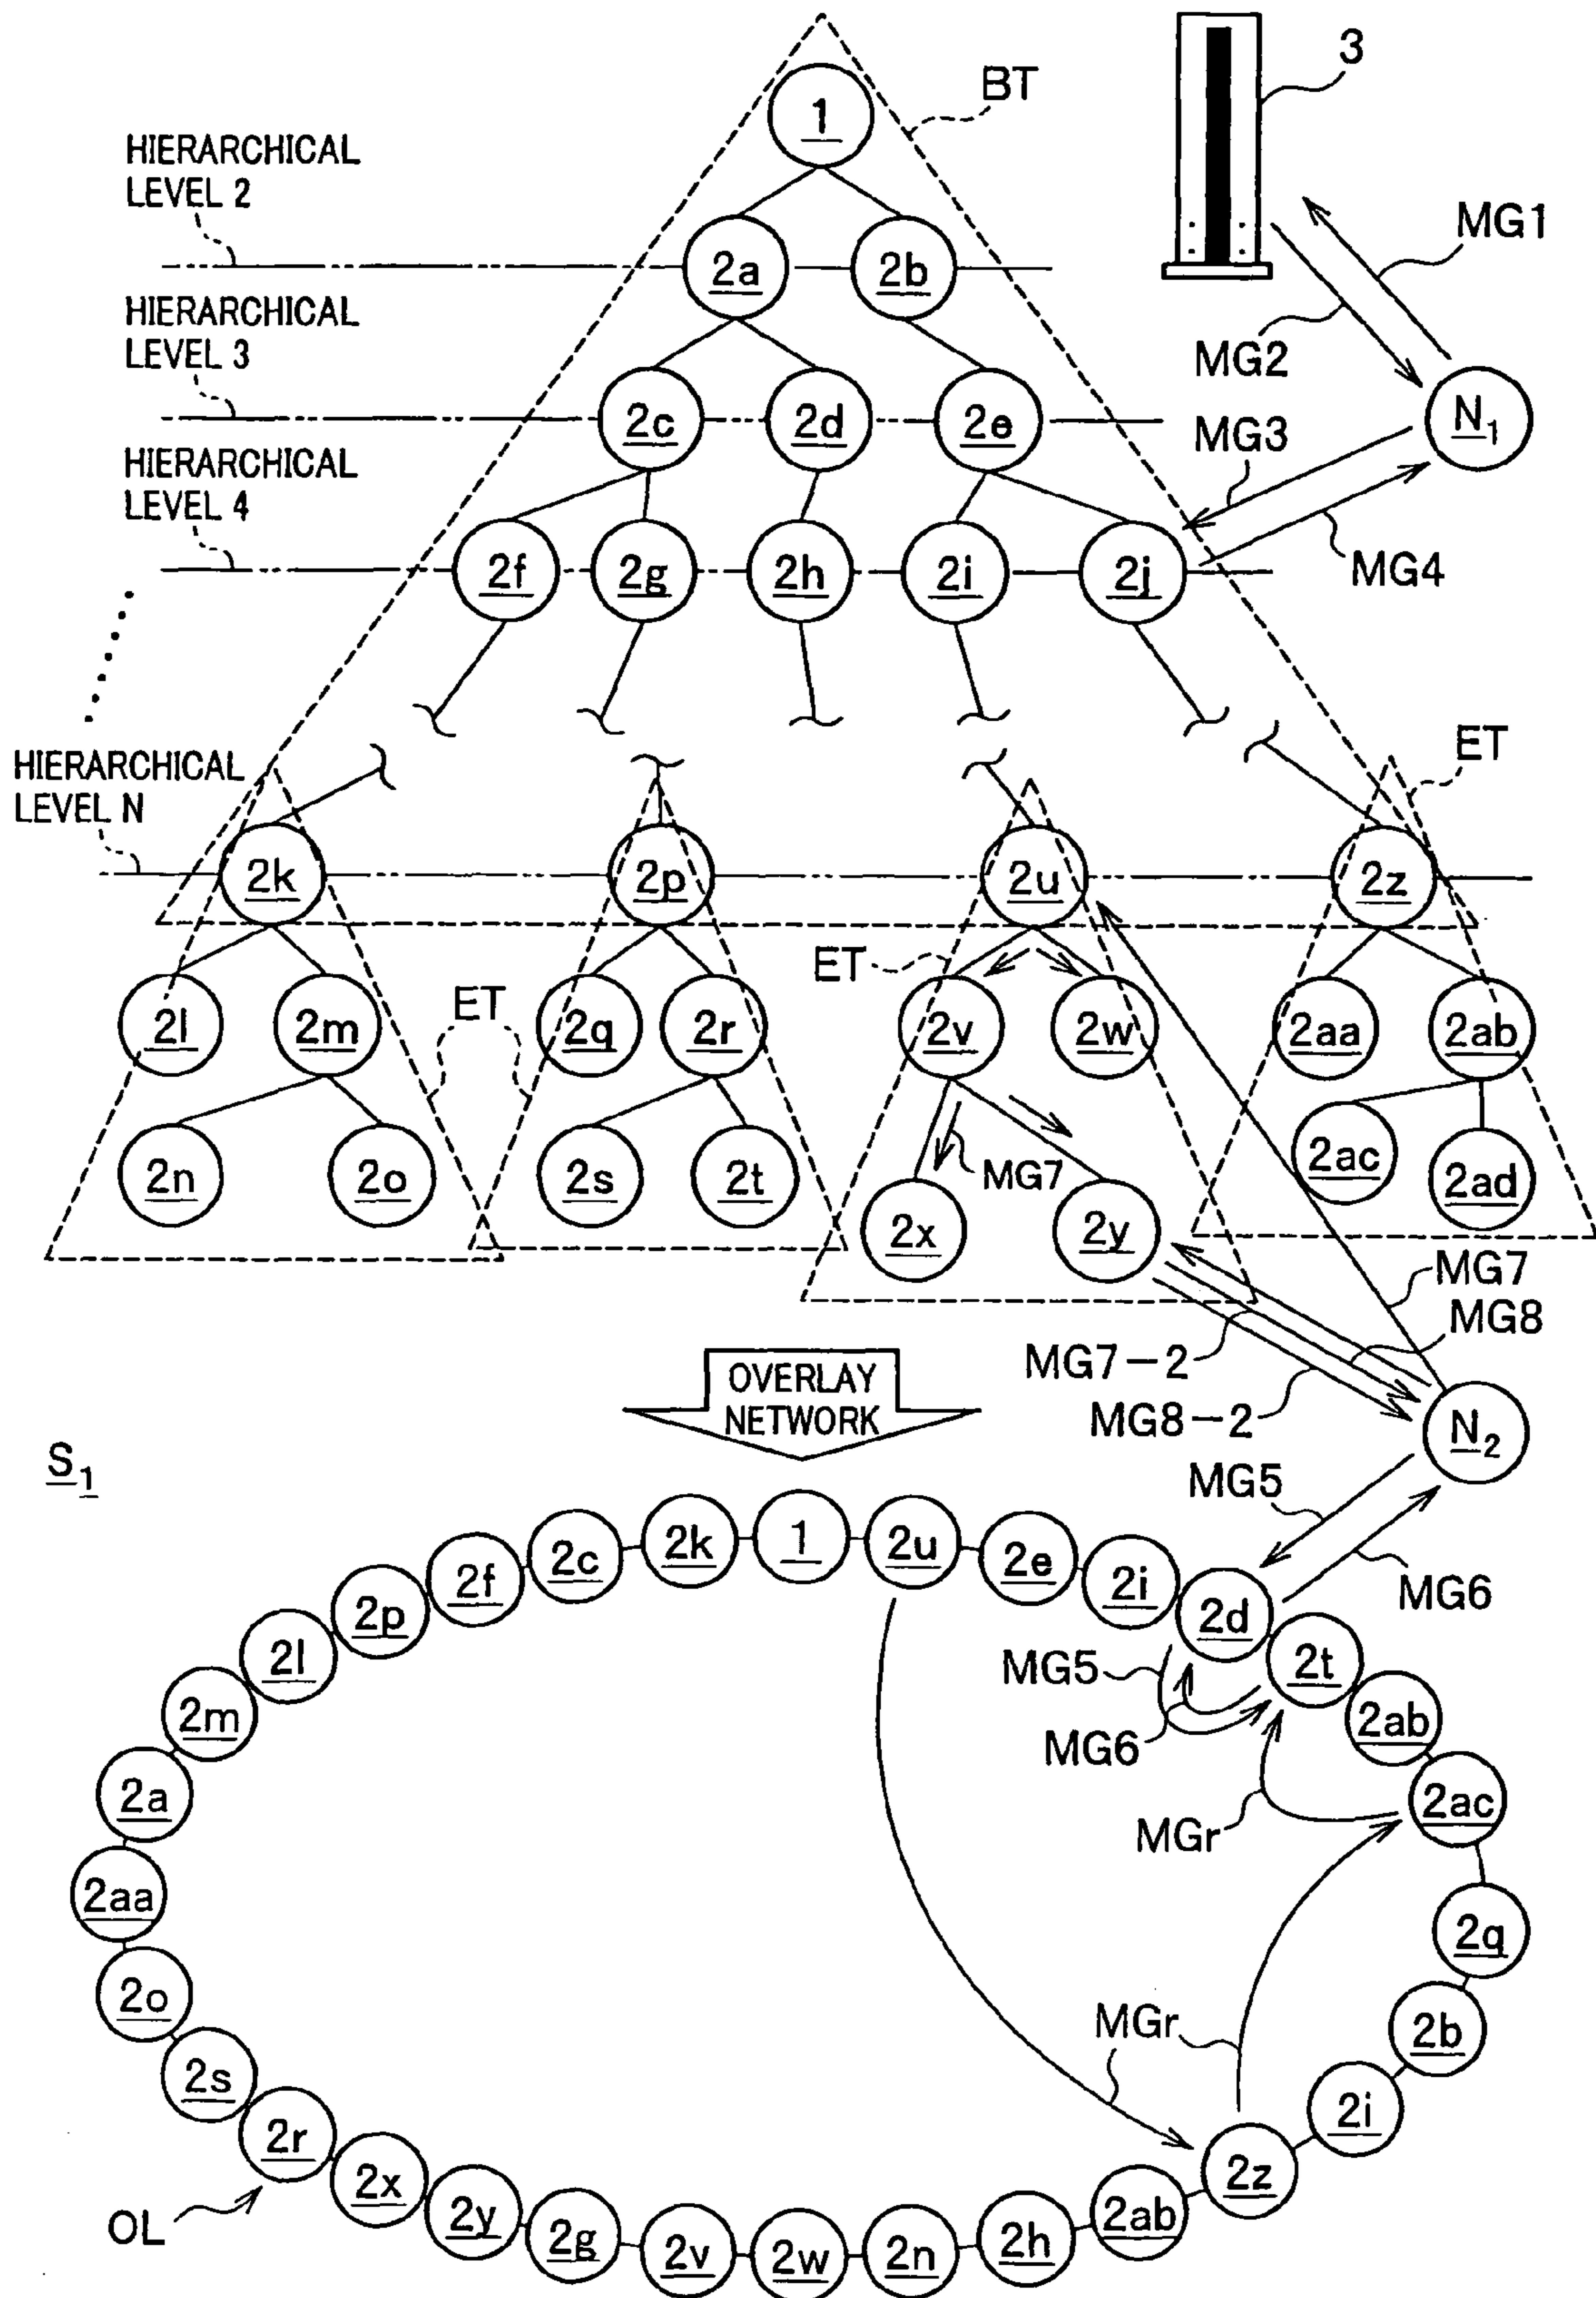 3
BT
1
HIERARCHICAL
LEVEL 2
MG1
2a
2b
HIERARCHICAL
LEVEL 3
MG2
2c
2d
2e
MG3
N1
HIERARCHICAL
LEVEL 4
2f
2g
2h
2i
2j
MG4
ET
HIERARCHICAL
LEVEL N
2k
2p
2u
2z
ET
ET
2l
2m
2q
2r
2v
2w
2aa
2ab
2n
2o
2s
2t
MG7
2ac
2ad
2x
2y
MG7
MG8
MG7-2
MG8-2
OVERLAY
NETWORK
N2
S1
MG5
2k
1
2u
2c
2e
2f
2i
MG6
2p
2d
2l
MG5
2t
2m
MG6
2ab
2a
2ac
MGr
2aa
2q
2o
MGr
2b
2s
2i
2r
2z
2x
2ab
OL
2y
2g
2v
2w
2n
2h